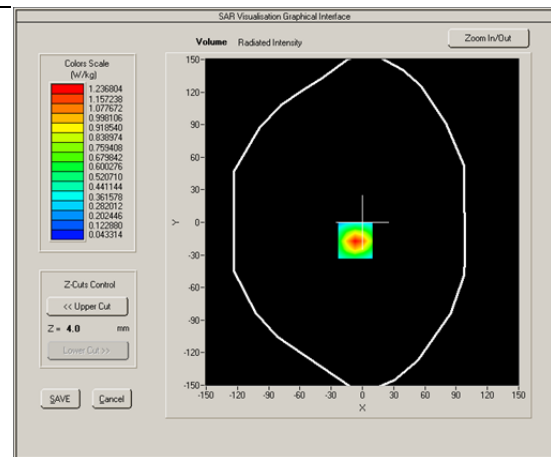 SAR Visualisation Graphical Interface
Volume Radiated Intensity
Zoom In/Out
Colors Scale
(W/kg)
1.236804
1.157238
1.077672
0.998106
0.918540
0.838974
0.759408
0.679842
0.600276
0.520710
0.441144
0.361578
0.282012
0.202446
0.122880
0.043314
Z-Cuts Control
<< Upper Cut
Z = 4.0 mm
Lower Cut >>
SAVE Cancel
150-
120-
90-
60-
30-
0-
-30-
-60-
-90-
-120-
-150-
Y
-150 -120 -90 -60 -30 0 30 60 90 120 150
X